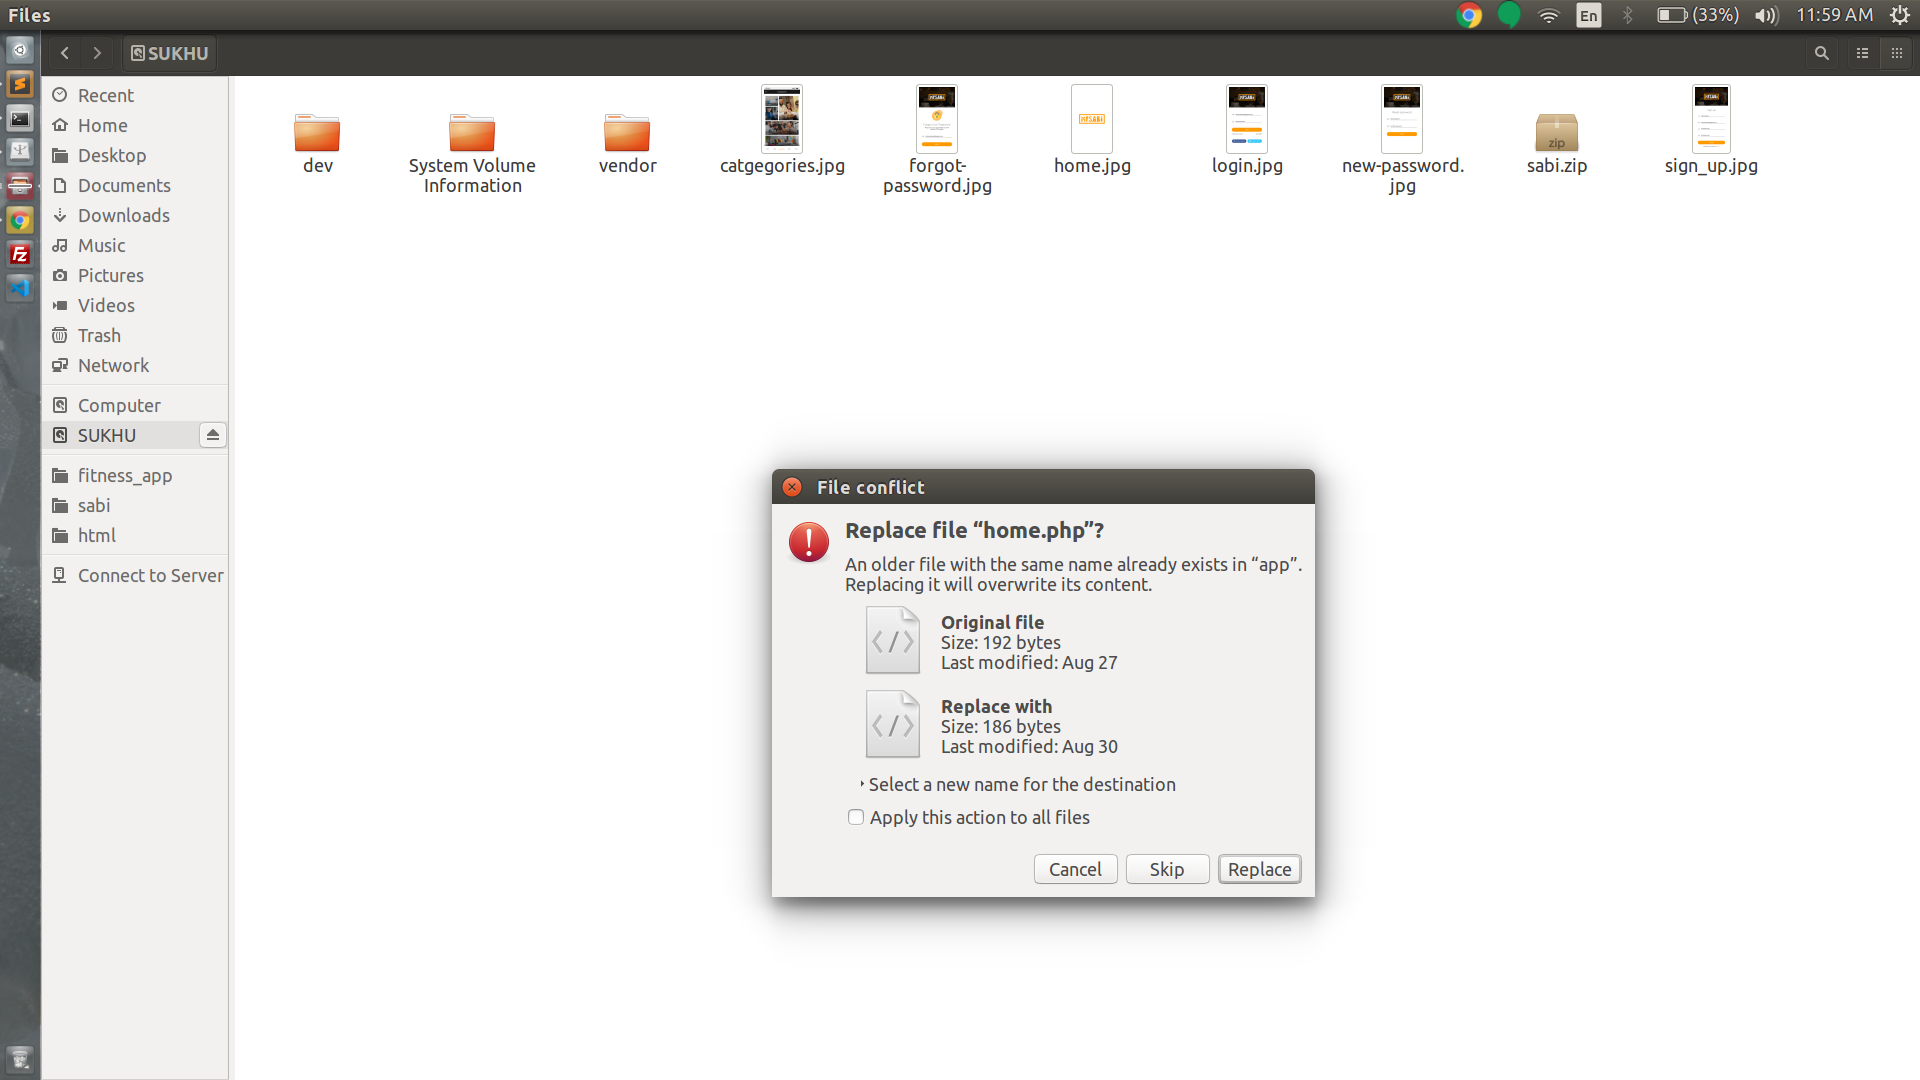 Files
En
(33%)
11:59 AM
SUKHU
Recent
Home
Desktop
Documents
Downloads
Music
Pictures
Videos
Trash
Network
Computer
SUKHU
fitness_app
sabi
html
Connect to Server
dev
System Volume
Information
vendor
catgegories.jpg
forgot-
password.jpg
home.jpg
login.jpg
new-password.
jpg
zip
sabi.zip
sign_up.jpg
File conflict
Replace file “home.php”?
An older file with the same name already exists in “app”.
Replacing it will overwrite its content.
Original file
Size: 192 bytes
Last modified: Aug 27
Replace with
Size: 186 bytes
Last modified: Aug 30
Select a new name for the destination
Apply this action to all files
Cancel
Skip
Replace